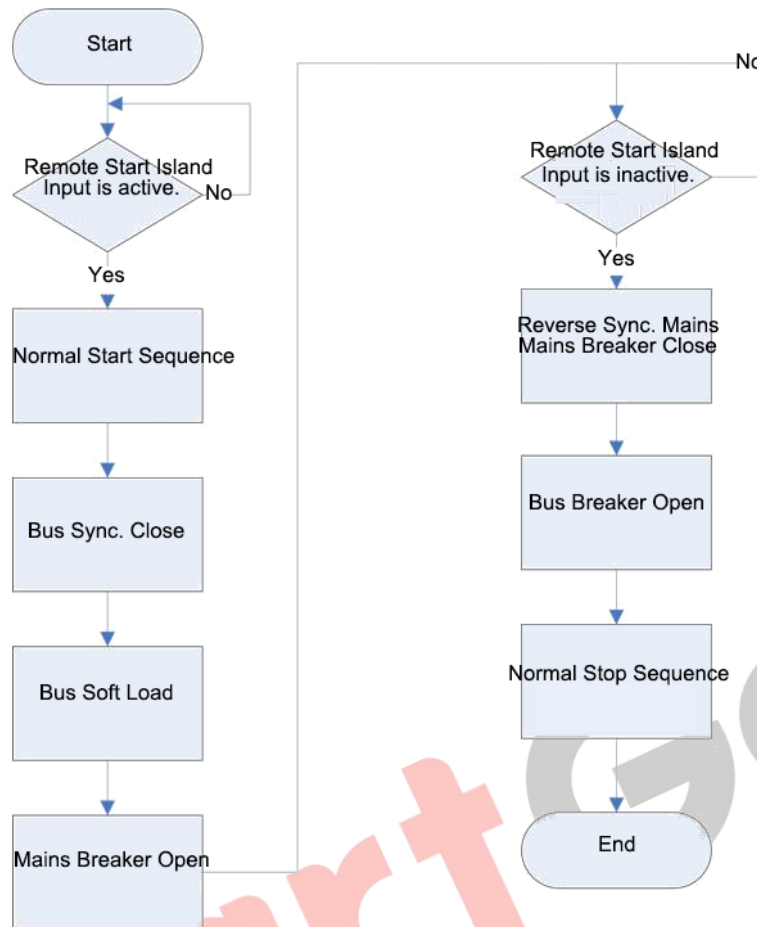 Start
Remote Start Island
Input is active.
No
Yes
Normal Start Sequence
Bus Sync. Close
Bus Soft Load
Mains Breaker Open
No
Remote Start Island
Input is inactive.
Yes
Reverse Sync. Mains
Mains Breaker Close
Bus Breaker Open
Normal Stop Sequence
End